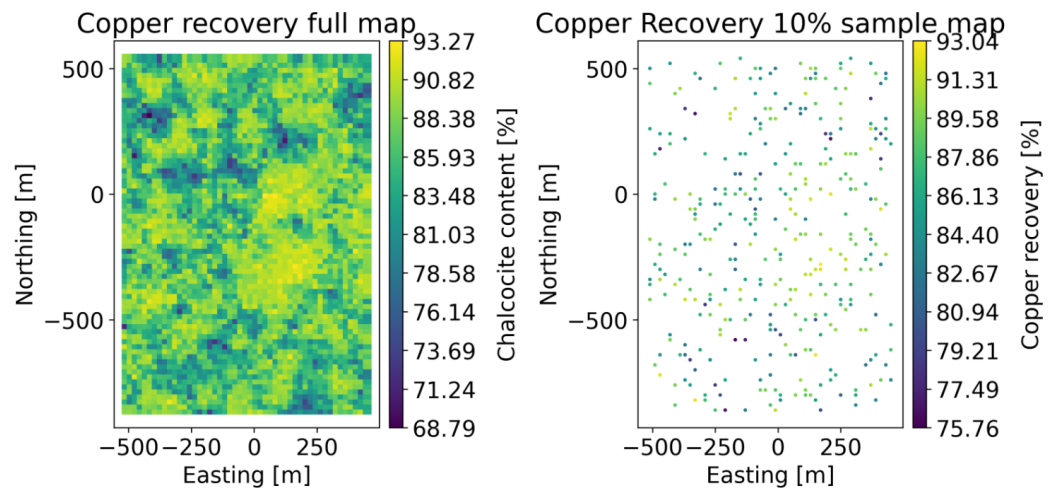 Copper recovery full map
Northing [m]
500
0
−500
−500 −250 0 250
Easting [m]
93.27
90.82
88.38
85.93
83.48
81.03
78.58
76.14
73.69
71.24
68.79
Chalcocite content [%]
Copper Recovery 10% sample map
Northing [m]
500
0
−500
−500 −250 0 250
Easting [m]
93.04
91.31
89.58
87.86
86.13
84.40
82.67
80.94
79.21
77.49
75.76
Copper recovery [%]